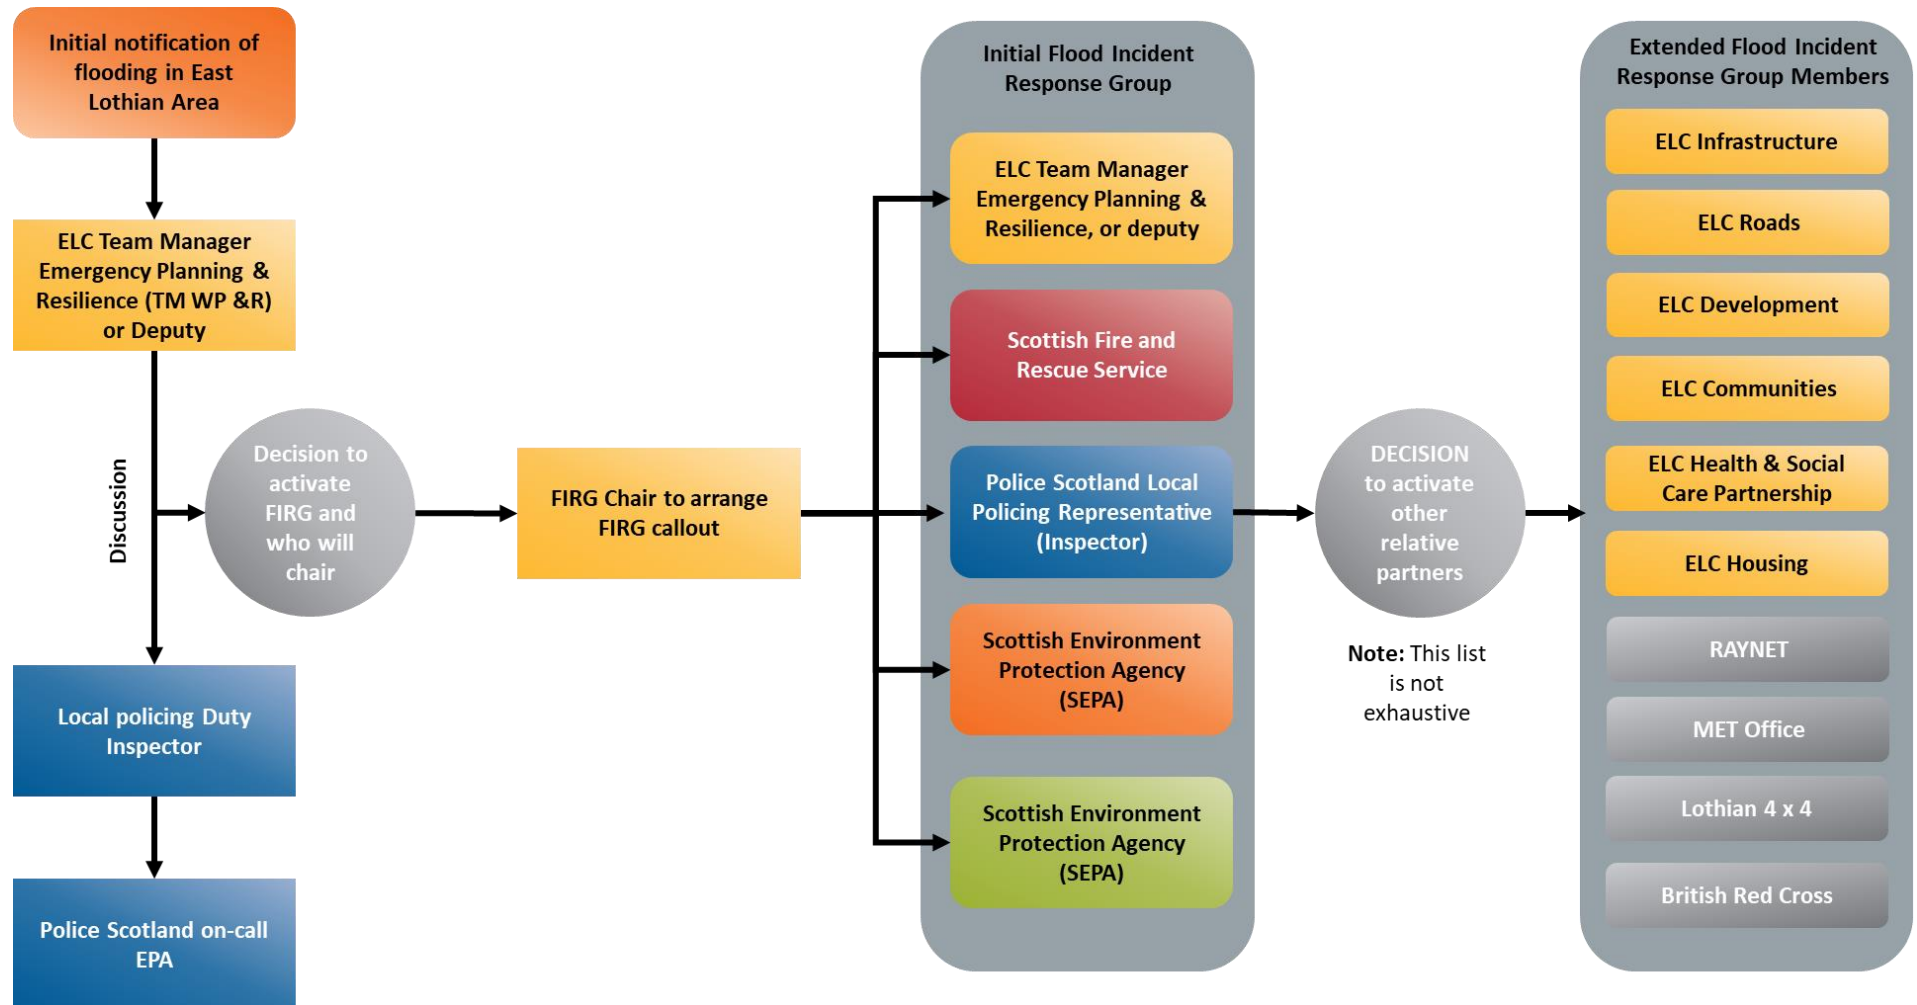 Initial notification of
flooding in East
Lothian Area
ELC Team Manager
Emergency Planning &
Resilience (TM WP &R)
or Deputy
Discussion
Local policing Duty
Inspector
Police Scotland on-call
EPA
Decision to
activate
FIRG and
who will
chair
FIRG Chair to arrange
FIRG callout
Initial Flood Incident
Response Group
ELC Team Manager
Emergency Planning &
Resilience, or deputy
Scottish Fire and
Rescue Service
Police Scotland Local
Policing Representative
(Inspector)
Scottish Environment
Protection Agency
(SEPA)
Scottish Environment
Protection Agency
(SEPA)
DECISION
to activate
other
relative
partners
Note: This list
is not
exhaustive
Extended Flood Incident
Response Group Members
ELC Infrastructure
ELC Roads
ELC Development
ELC Communities
ELC Health & Social
Care Partnership
ELC Housing
RAYNET
MET Office
Lothian 4 x 4
British Red Cross